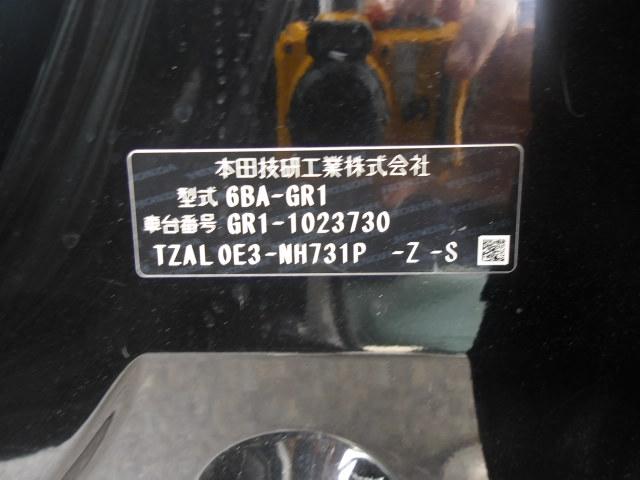 本田技研工業株式会社
型式 6BA-GR1
車台番号 GR1-1023730
TZAL0E3-NH731P -Z -S